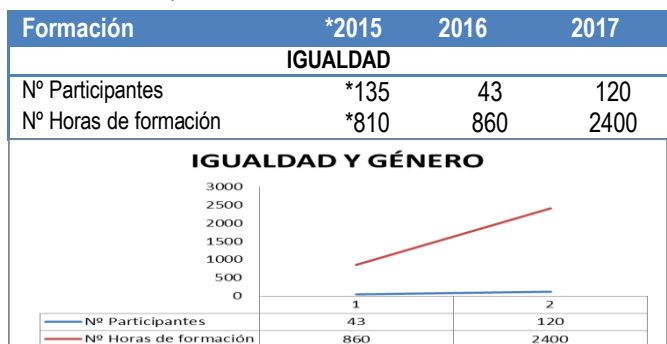 Formación *2015 2016 2017
IGUALDAD
Nº Participantes *135 43 120
Nº Horas de formación *810 860 2400
IGUALDAD Y GÉNERO
3000
2500
2000
1500
1000
500
0
1 2
Nº Participantes 43 120
Nº Horas de formación 860 2400